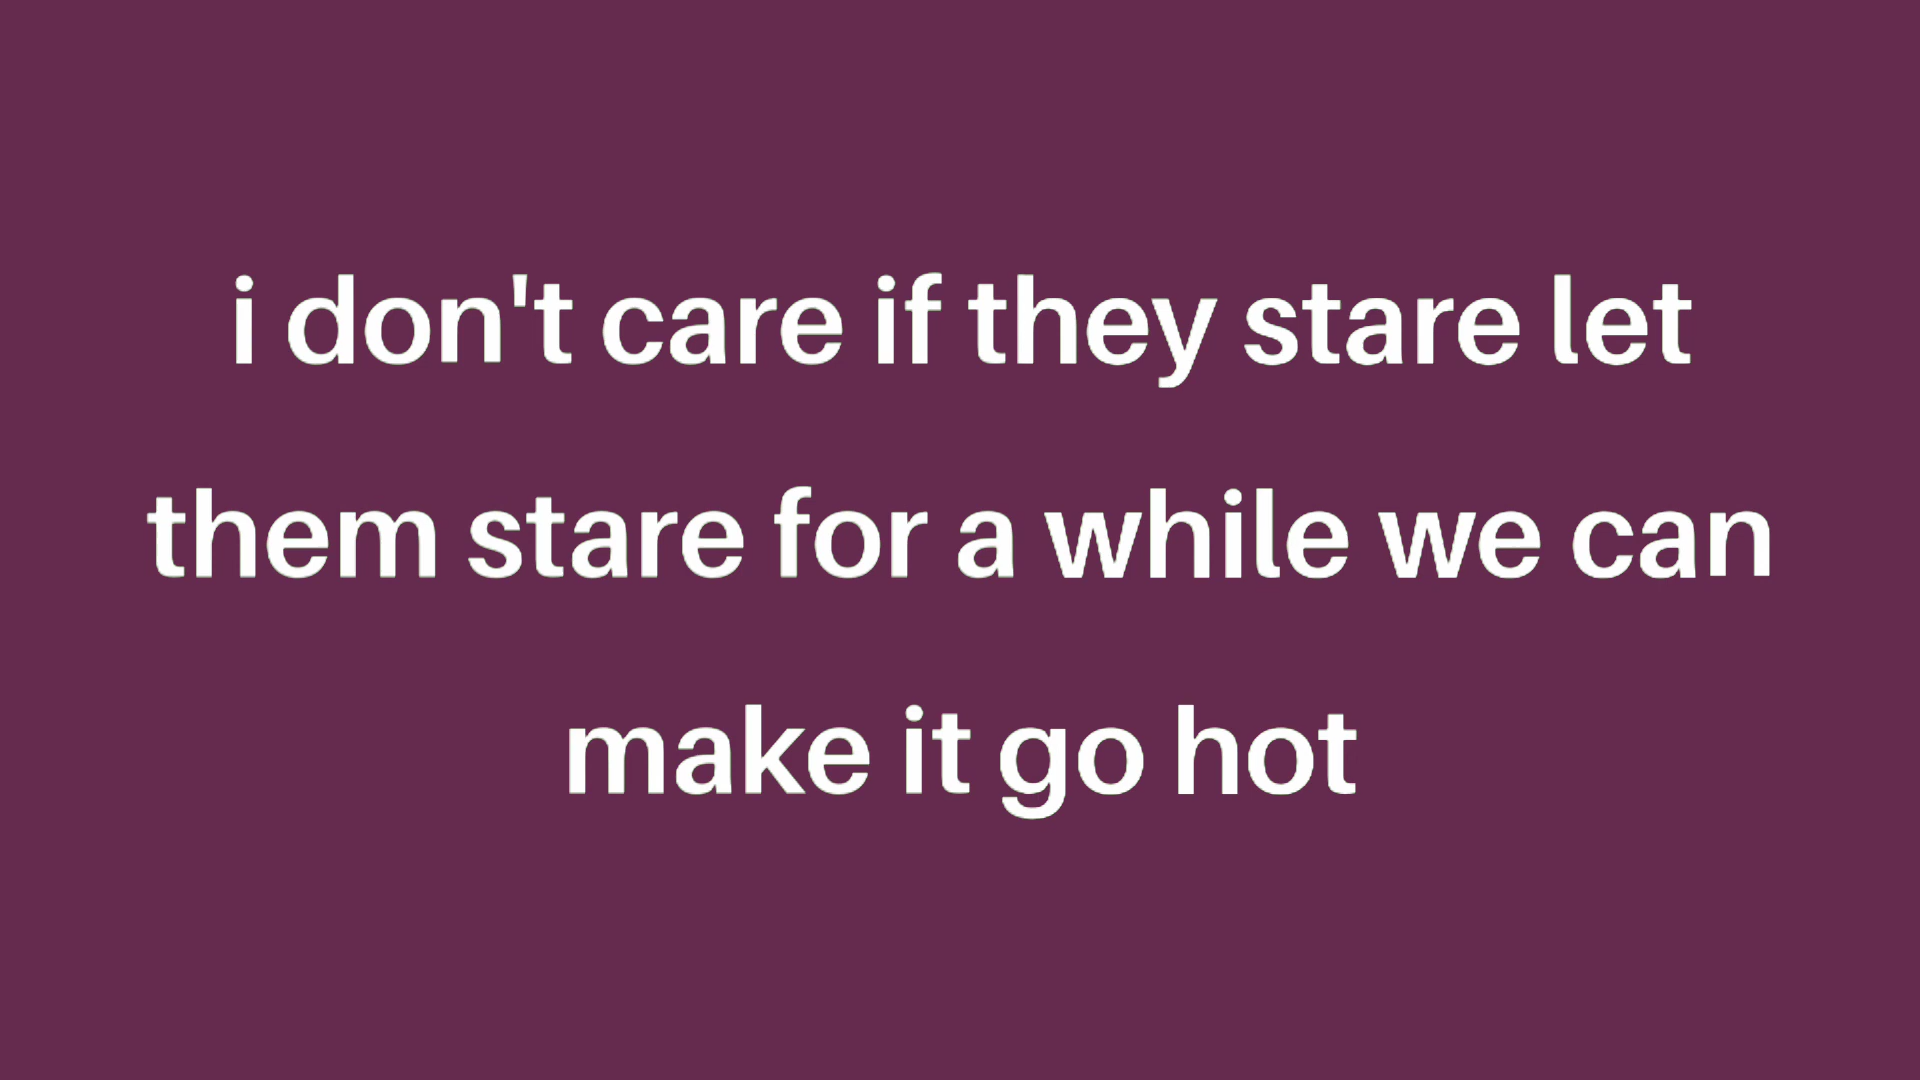 i don't care if they stare let
them stare for a while we can
make it go hot